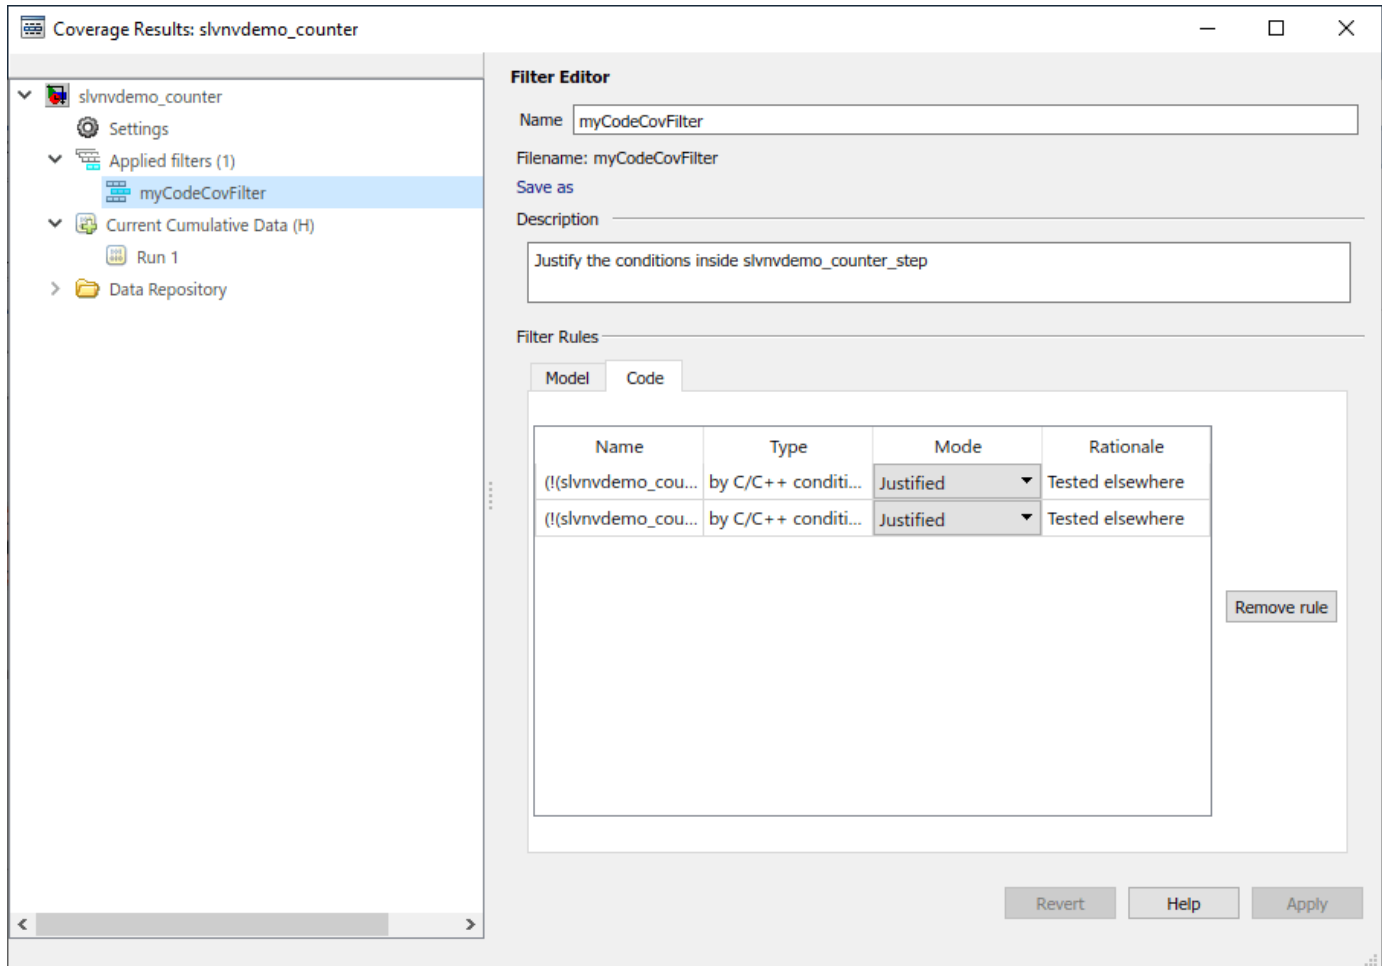 Coverage Results: slvnvdemo_counter
slvnvdemo_counter
Settings
Applied filters (1)
myCodeCovFilter
Current Cumulative Data (H)
Run 1
Data Repository
Filter Editor
Name myCodeCovFilter
Filename: myCodeCovFilter
Save as
Description
Justify the conditions inside slvnvdemo_counter_step
Filter Rules
Model Code
Name Type Mode Rationale
(!(slvnvdemo_cou... by C/C++ conditi... Justified Tested elsewhere
(!(slvnvdemo_cou... by C/C++ conditi... Justified Tested elsewhere
Remove rule
Revert Help Apply